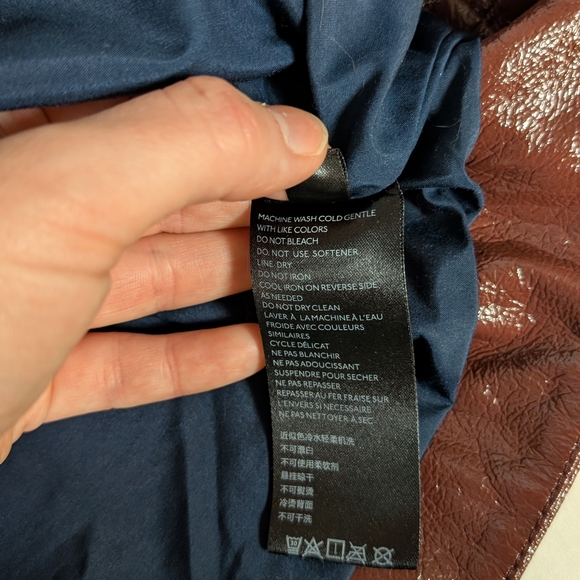 MACHINE WASH COLD GENTLE
WITH LIKE COLORS
DO NOT BLEACH
DO NOT USE SOFTENER
LINE DRY
DO NOT IRON
COOL IRON ON REVERSE SIDE
AS NEEDED
DO NOT DRY CLEAN
LAVER À LA MACHINE À L'EAU
FROIDE AVEC COULEURS
SIMILAIRES
CYCLE DÉLICAT
NE PAS BLANCHIR
NE PAS ADOUCISSANT
SUSPENDRE POUR SECHER
NE PAS REPASSER
REPASSER AU FER FRAISE SUR
L'ENVERS SI NECESSAIRE
NE PAS NETTOYER À SEC
近似色冷水轻柔机洗
不可漂白
不可使用柔软剂
悬挂晾干
不可熨烫
冷烫背面
不可干洗
30